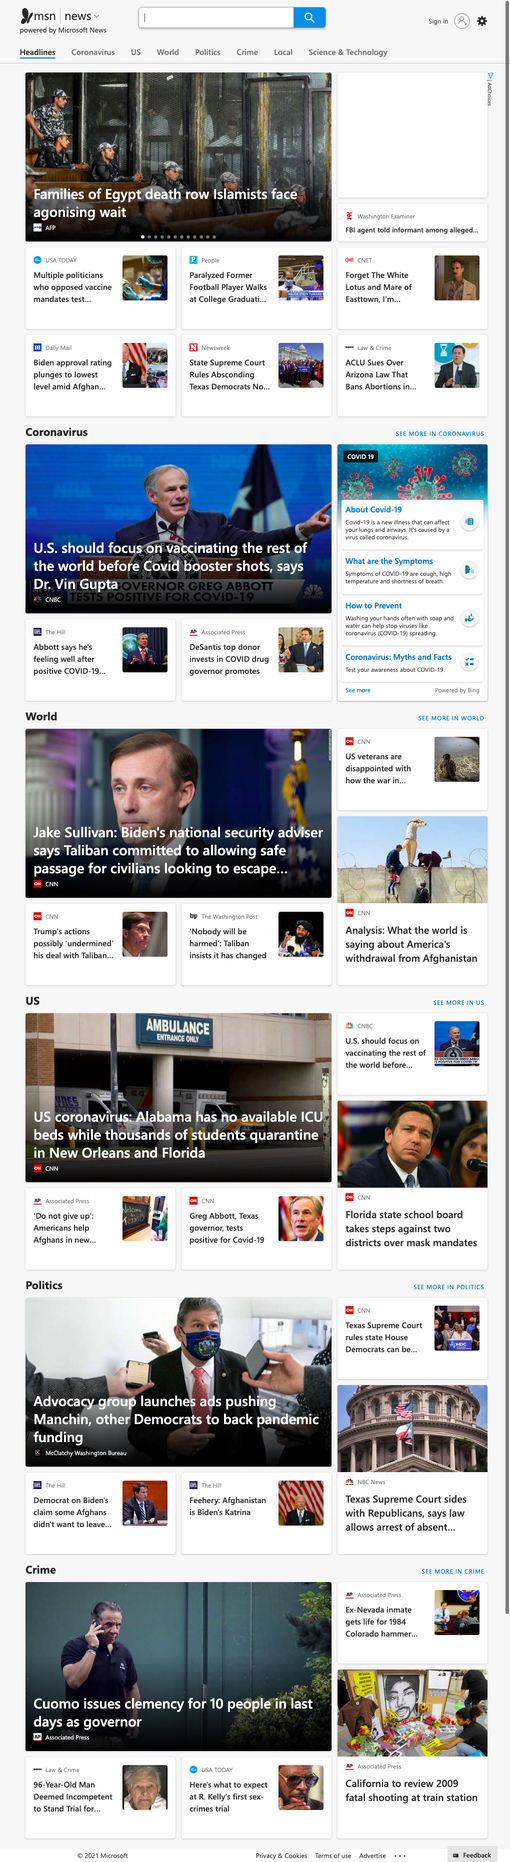 msn | news
powered by Microsoft News
Sign in
Headlines
Coronavirus
US
World
Politics
Crime
Local
Science & Technology
Families of Egypt death row Islamists face
agonising wait
AFP
AdChoices
Washington Examiner
FBI agent told informant among alleged...
USA TODAY
Multiple politicians
who opposed vaccine
mandates test...
People
Paralyzed Former
Football Player Walks
at College Graduati...
CNET
Forget The White
Lotus and Mare of
Easttown, I'm...
Daily Mail
Biden approval rating
plunges to lowest
level amid Afghan...
Newsweek
State Supreme Court
Rules Absconding
Texas Democrats No...
Law & Crime
ACLU Sues Over
Arizona Law That
Bans Abortions in...
Coronavirus
SEE MORE IN CORONAVIRUS
U.S. should focus on vaccinating the rest of
the world before Covid booster shots, says
Dr. Vin Gupta
GOVERNOR GREG ABBOTT
TESTS POSITIVE FOR COVID-19
CNBC
COVID 19
About Covid-19
Covid-19 is a new illness that can affect
your lungs and airways. It's caused by a
virus called coronavirus.
What are the Symptoms
Symptoms of COVID-19 are cough, high
temperature and shortness of breath.
How to Prevent
Washing your hands often with soap and
water can help stop viruses like
coronavirus (COVID-19) spreading.
Coronavirus: Myths and Facts
Test your awareness about COVID-19.
See more
Powered by Bing
The Hill
Abbott says he's
feeling well after
positive COVID-19...
Associated Press
DeSantis top donor
invests in COVID drug
governor promotes
World
SEE MORE IN WORLD
Jake Sullivan: Biden's national security adviser
says Taliban committed to allowing safe
passage for civilians looking to escape...
CNN
CNN
US veterans are
disappointed with
how the war in...
CNN
Analysis: What the world is
saying about America's
withdrawal from Afghanistan
CNN
Trump's actions
possibly 'undermined'
his deal with Taliban...
The Washington Post
'Nobody will be
harmed': Taliban
insists it has changed
US
SEE MORE IN US
AMBULANCE
ENTRANCE ONLY
US coronavirus: Alabama has no available ICU
beds while thousands of students quarantine
in New Orleans and Florida
CNN
CNBC
U.S. should focus on
vaccinating the rest of
the world before...
CNN
Florida state school board
takes steps against two
districts over mask mandates
Associated Press
'Do not give up':
Americans help
Afghans in new...
CNN
Greg Abbott, Texas
governor, tests
positive for Covid-19
Politics
SEE MORE IN POLITICS
Advocacy group launches ads pushing
Manchin, other Democrats to back pandemic
funding
McClatchy Washington Bureau
CNN
Texas Supreme Court
rules state House
Democrats can be...
NBC News
Texas Supreme Court sides
with Republicans, says law
allows arrest of absent...
The Hill
Democrat on Biden's
claim some Afghans
didn't want to leave...
The Hill
Feehery: Afghanistan
is Biden's Katrina
Crime
SEE MORE IN CRIME
Cuomo issues clemency for 10 people in last
days as governor
Associated Press
Associated Press
Ex-Nevada inmate
gets life for 1984
Colorado hammer...
Associated Press
California to review 2009
fatal shooting at train station
Law & Crime
96-Year-Old Man
Deemed Incompetent
to Stand Trial for...
USA TODAY
Here's what to expect
at R. Kelly's first sex-
crimes trial
© 2021 Microsoft
Privacy & Cookies
Terms of use
Advertise
...
Feedback